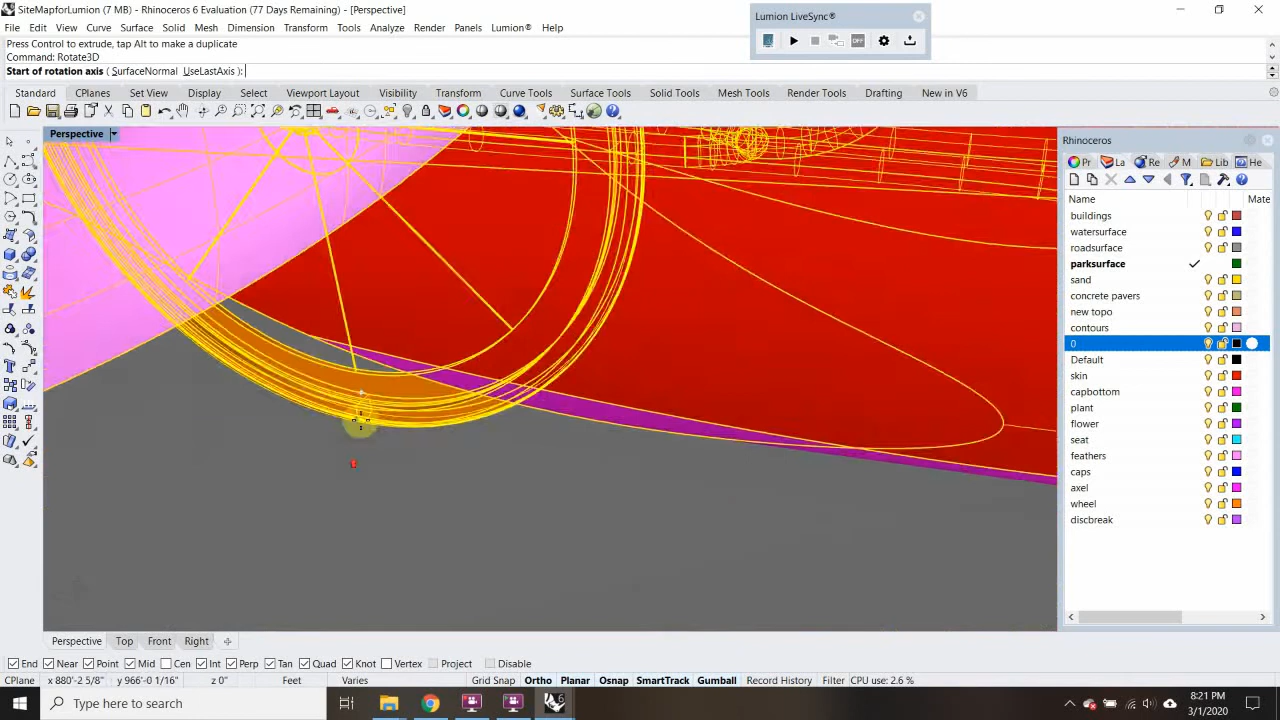 SiteMapforLumion (7 MB) - Rhinoceros 6 Evaluation (77 Days Remaining) - [Perspective]
Lumion LiveSync®
File Edit View Curve Surface Solid Mesh Dimension Transform Tools Analyze Render Panels Lumion® Help
OFF
Press Control to extrude, tap Alt to make a duplicate
Command: Rotate3D
Start of rotation axis ( SurfaceNormal UseLastAxis ):
Standard CPlanes Set View Display Select Viewport Layout Visibility Transform Curve Tools Surface Tools Solid Tools Mesh Tools Render Tools Drafting New in V6
Perspective
Rhinoceros
Pr La Re M Lib He
Name Mate
buildings
watersurface
roadsurface
parksurface
sand
concrete pavers
new topo
contours
0
Default
skin
capbottom
plant
flower
seat
feathers
caps
axel
wheel
discbreak
Perspective Top Front Right
End Near Point Mid Cen Int Perp Tan Quad Knot Vertex Project Disable
CPlane x 880'-2 5/8" y 966'-0 1/16" z 0" Feet Varies Grid Snap Ortho Planar Osnap SmartTrack Gumball Record History Filter CPU use: 2.6 %
Type here to search
8:21 PM
3/1/2020